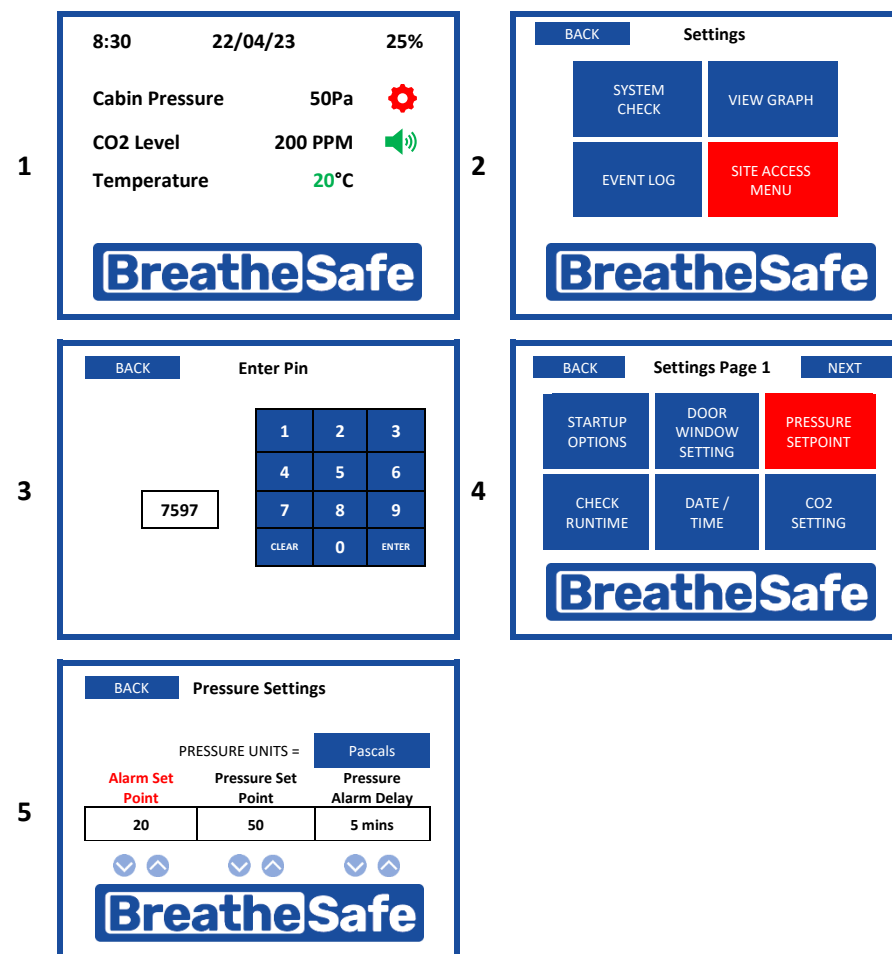 1
8:30 22/04/23 25%
Cabin Pressure 50Pa
CO2 Level 200 PPM
Temperature 20°C
BreatheSafe
2
BACK Settings
SYSTEM
CHECK
VIEW GRAPH
EVENT LOG
SITE ACCESS
MENU
BreatheSafe
3
BACK Enter Pin
7597
1 2 3
4 5 6
7 8 9
CLEAR 0 ENTER
4
BACK Settings Page 1 NEXT
STARTUP
OPTIONS
DOOR
WINDOW
SETTING
PRESSURE
SETPOINT
CHECK
RUNTIME
DATE /
TIME
CO2
SETTING
BreatheSafe
5
BACK Pressure Settings
PRESSURE UNITS = Pascals
Alarm Set
Point
Pressure Set
Point
Pressure
Alarm Delay
20 50 5 mins
BreatheSafe